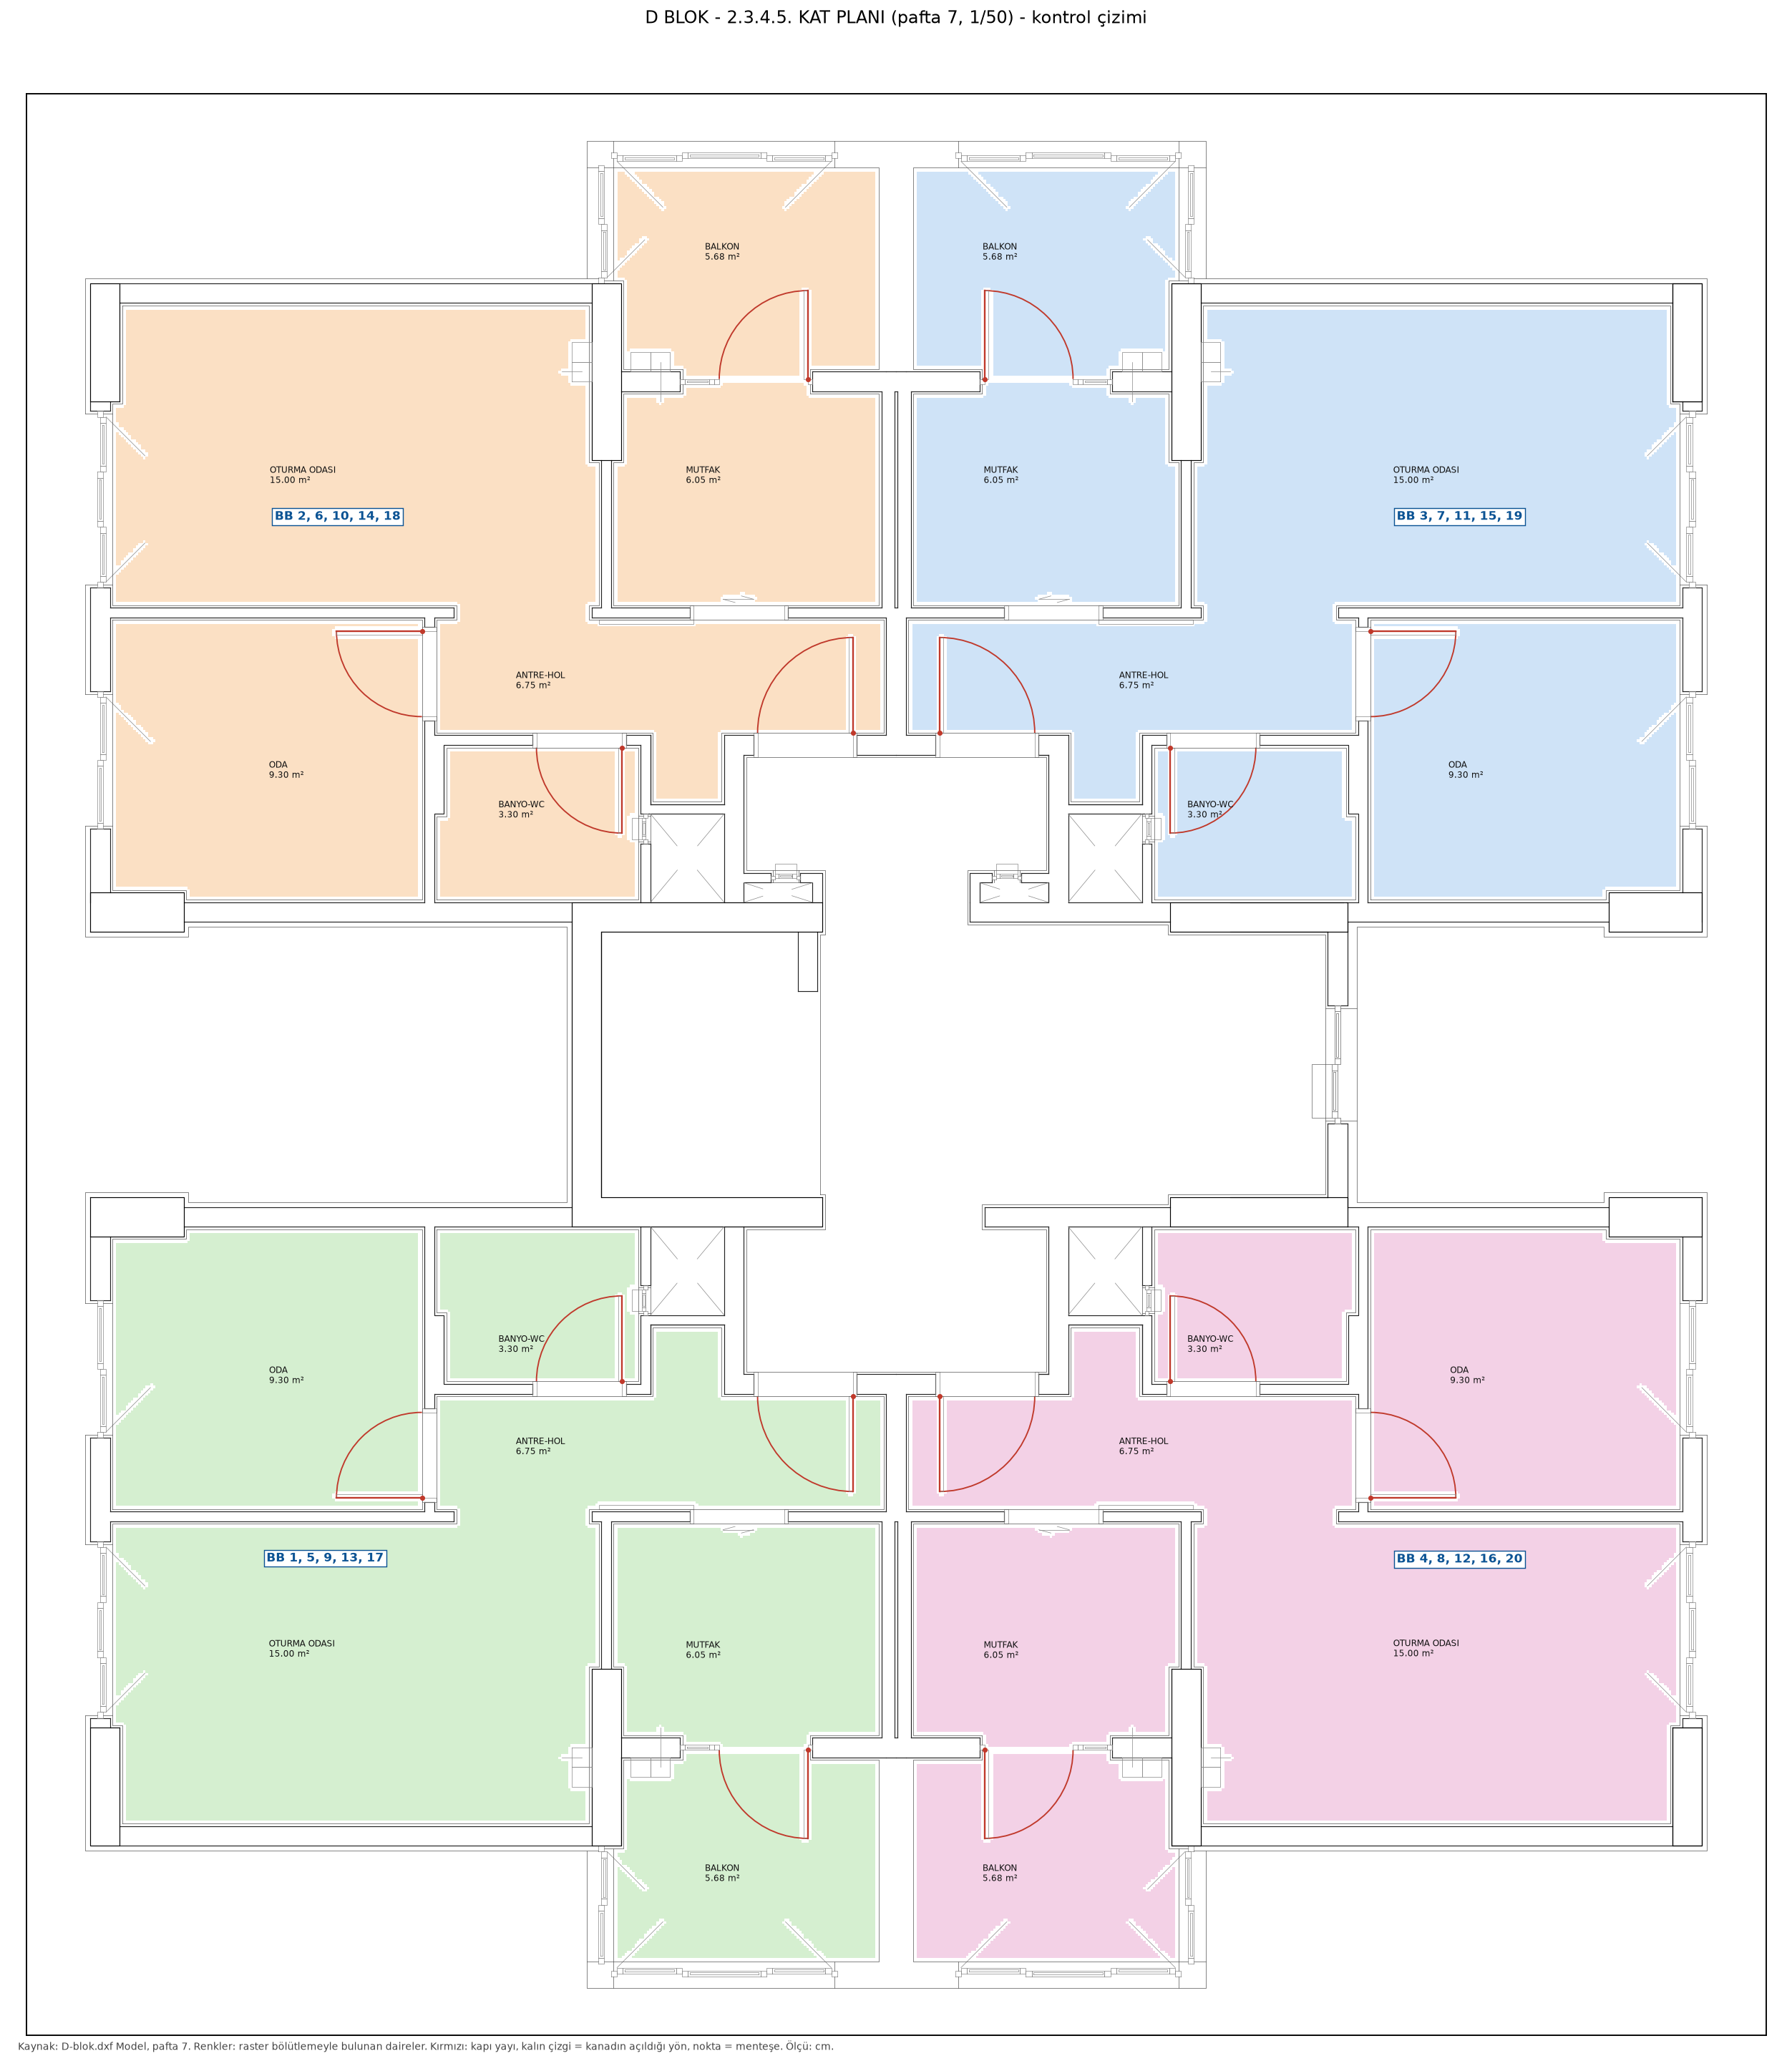 D BLOK - 2.3.4.5. KAT PLANI (pafta 7, 1/50) - kontrol çizimi
BALKON
5.68 m²
BALKON
5.68 m²
OTURMA ODASI
15.00 m²
MUTFAK
6.05 m²
MUTFAK
6.05 m²
OTURMA ODASI
15.00 m²
BB 2, 6, 10, 14, 18
BB 3, 7, 11, 15, 19
ANTRE-HOL
6.75 m²
ANTRE-HOL
6.75 m²
ODA
9.30 m²
ODA
9.30 m²
BANYO-WC
3.30 m²
BANYO-WC
3.30 m²
BANYO-WC
3.30 m²
BANYO-WC
3.30 m²
ODA
9.30 m²
ODA
9.30 m²
ANTRE-HOL
6.75 m²
ANTRE-HOL
6.75 m²
BB 1, 5, 9, 13, 17
BB 4, 8, 12, 16, 20
OTURMA ODASI
15.00 m²
MUTFAK
6.05 m²
MUTFAK
6.05 m²
OTURMA ODASI
15.00 m²
BALKON
5.68 m²
BALKON
5.68 m²
Kaynak: D-blok.dxf Model, pafta 7. Renkler: raster bölütlemeyle bulunan daireler. Kırmızı: kapı yayı, kalın çizgi = kanadın açıldığı yön, nokta = menteşe. Ölçü: cm.